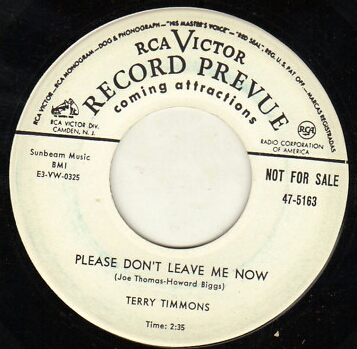 RCA VICTOR • RCA MONOGRAM — DOG & PHONOGRAPH — "HIS MASTER'S VOICE" — "RED SEAL" REG. U.S. PAT. OFF. — MARCAS REGISTRADAS
RCA VICTOR
RECORD PREVUE
coming attractions
RCA VICTOR DIV.
CAMDEN, N. J.
RCA
RADIO CORPORATION
OF AMERICA
Sunbeam Music
BMI
E3-VW-0325
NOT FOR SALE
47-5163
PLEASE DON'T LEAVE ME NOW
(Joe Thomas-Howard Biggs)
TERRY TIMMONS
Time: 2:35